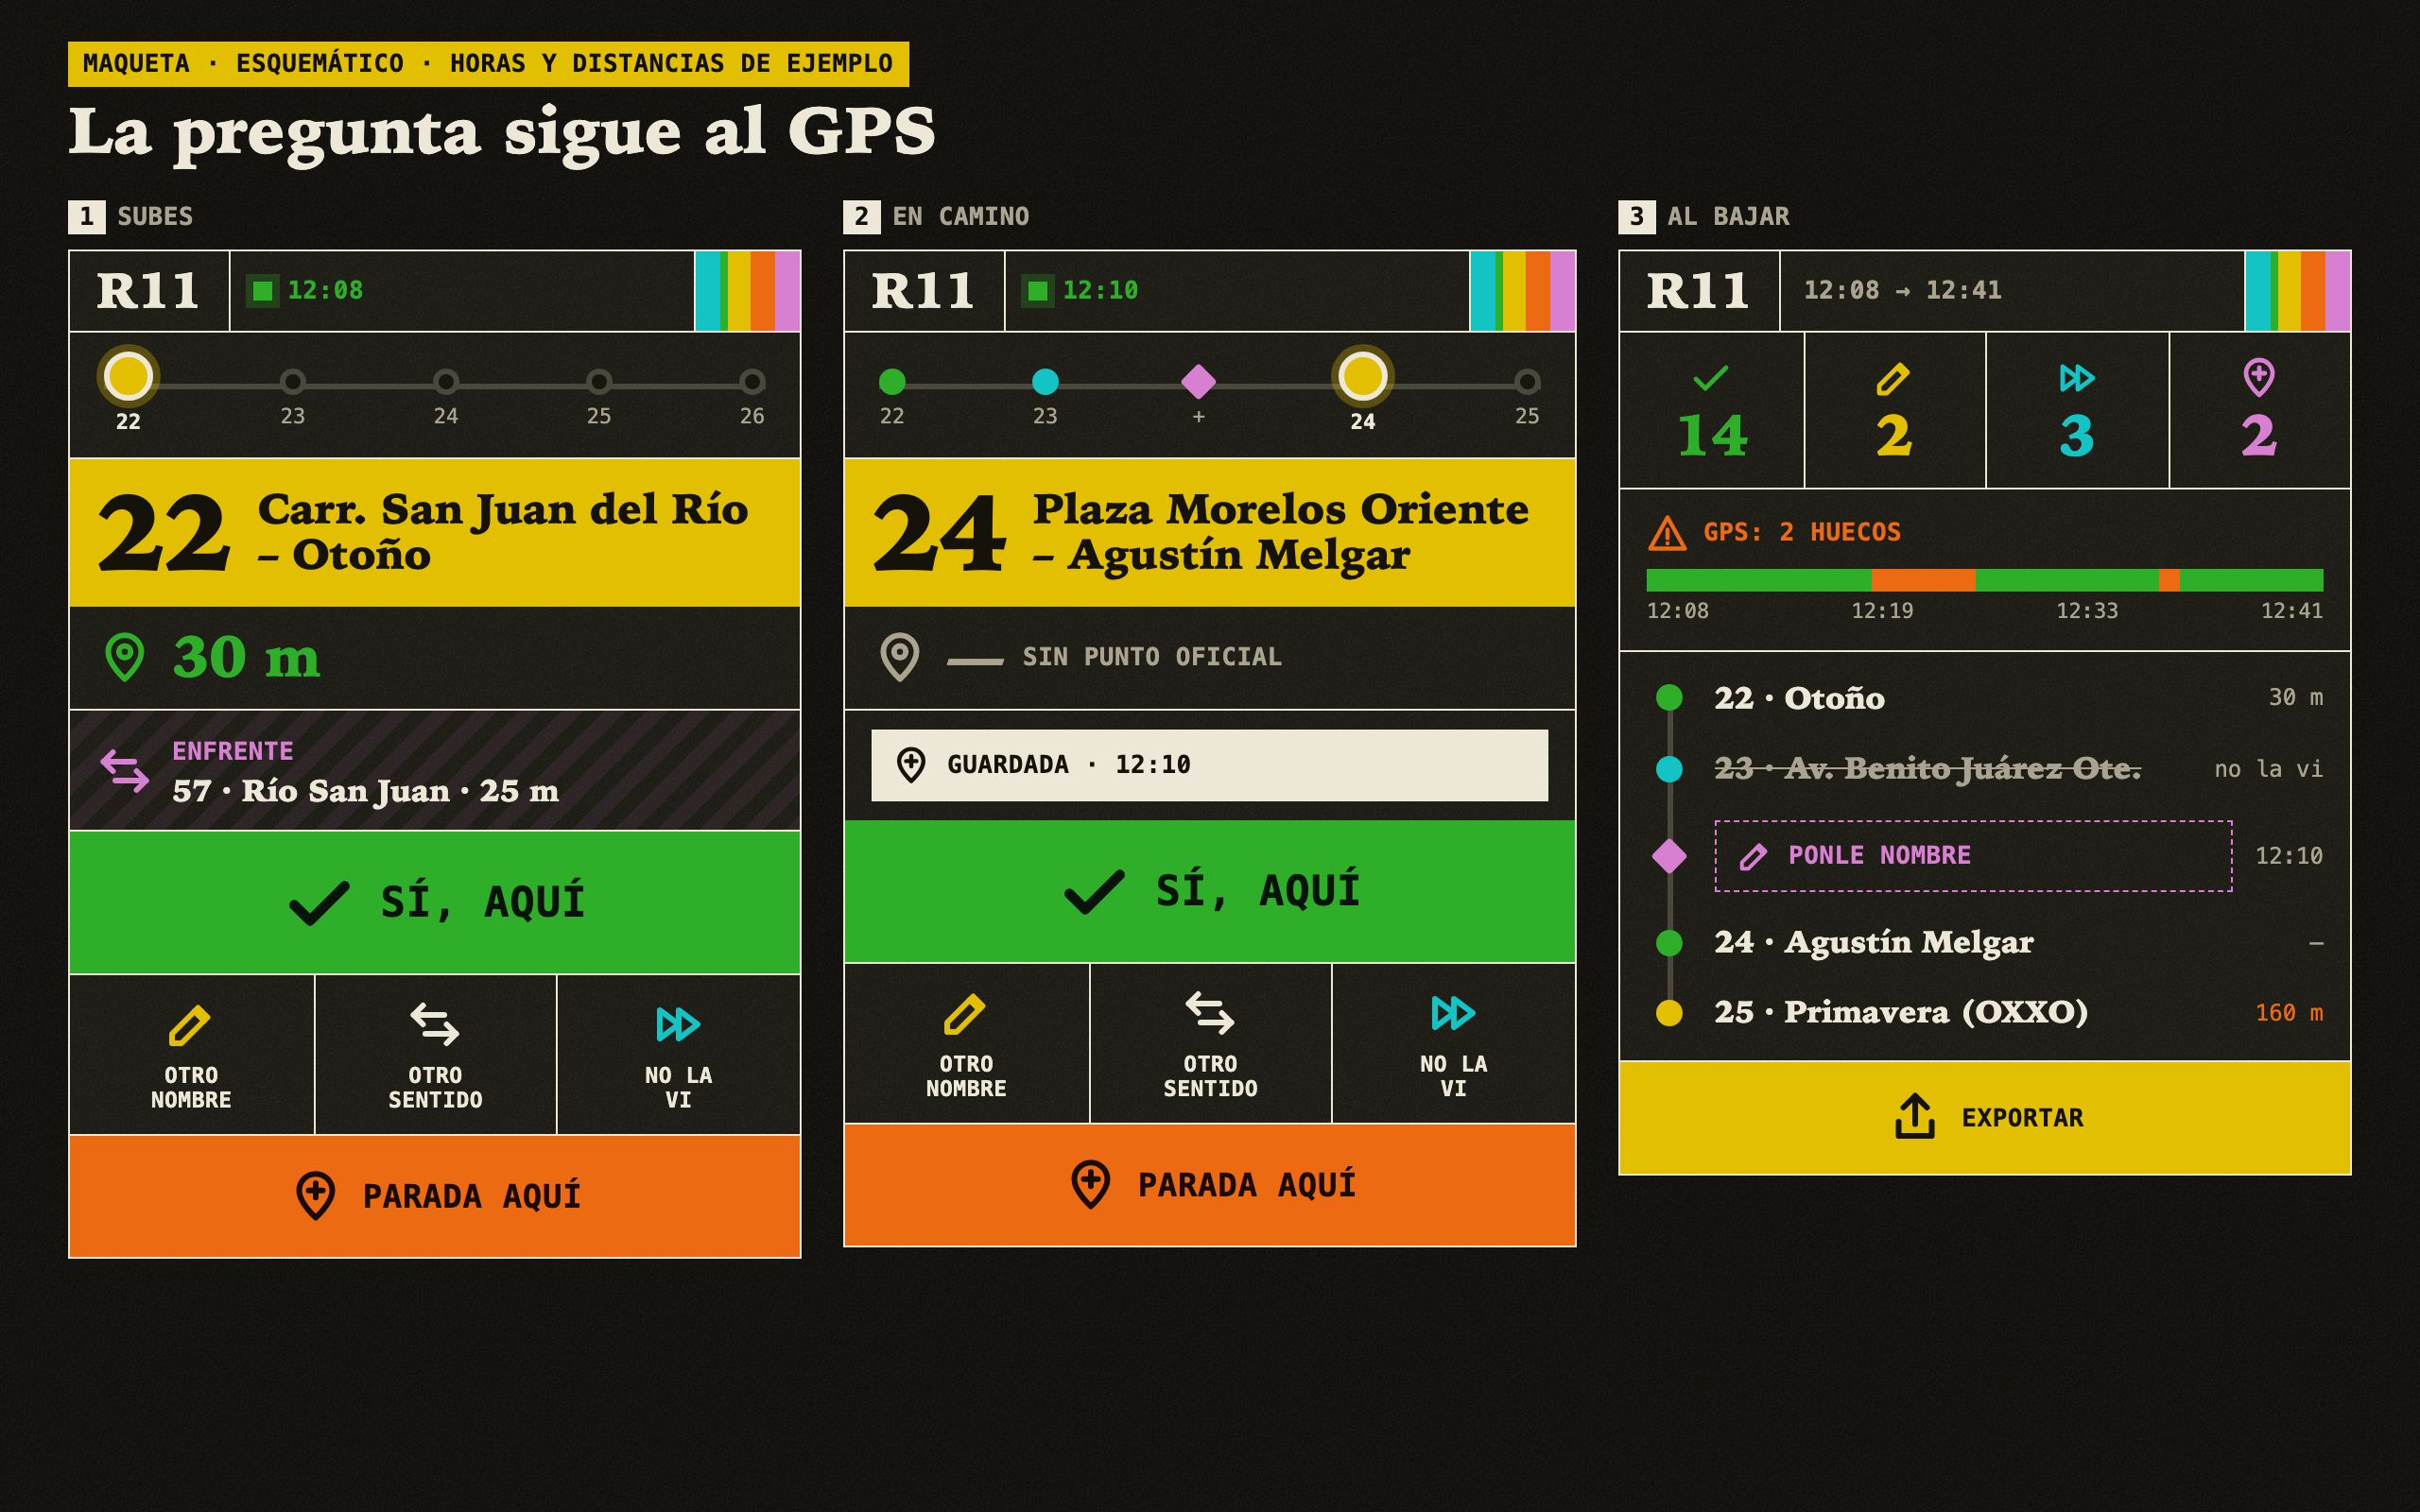 MAQUETA · ESQUEMÁTICO · HORAS Y DISTANCIAS DE EJEMPLO
La pregunta sigue al GPS
1 SUBES
R11 12:08
22 23 24 25 26
22 Carr. San Juan del Río
– Otoño
30 m
ENFRENTE
57 · Río San Juan · 25 m
SÍ, AQUÍ
OTRO
NOMBRE
OTRO
SENTIDO
NO LA
VI
PARADA AQUÍ
2 EN CAMINO
R11 12:10
22 23 + 24 25
24 Plaza Morelos Oriente
– Agustín Melgar
— SIN PUNTO OFICIAL
GUARDADA · 12:10
SÍ, AQUÍ
OTRO
NOMBRE
OTRO
SENTIDO
NO LA
VI
PARADA AQUÍ
3 AL BAJAR
R11 12:08 → 12:41
14 2 3 2
GPS: 2 HUECOS
12:08 12:19 12:33 12:41
22 · Otoño 30 m
23 · Av. Benito Juárez Ote. no la vi
PONLE NOMBRE 12:10
24 · Agustín Melgar –
25 · Primavera (OXXO) 160 m
EXPORTAR